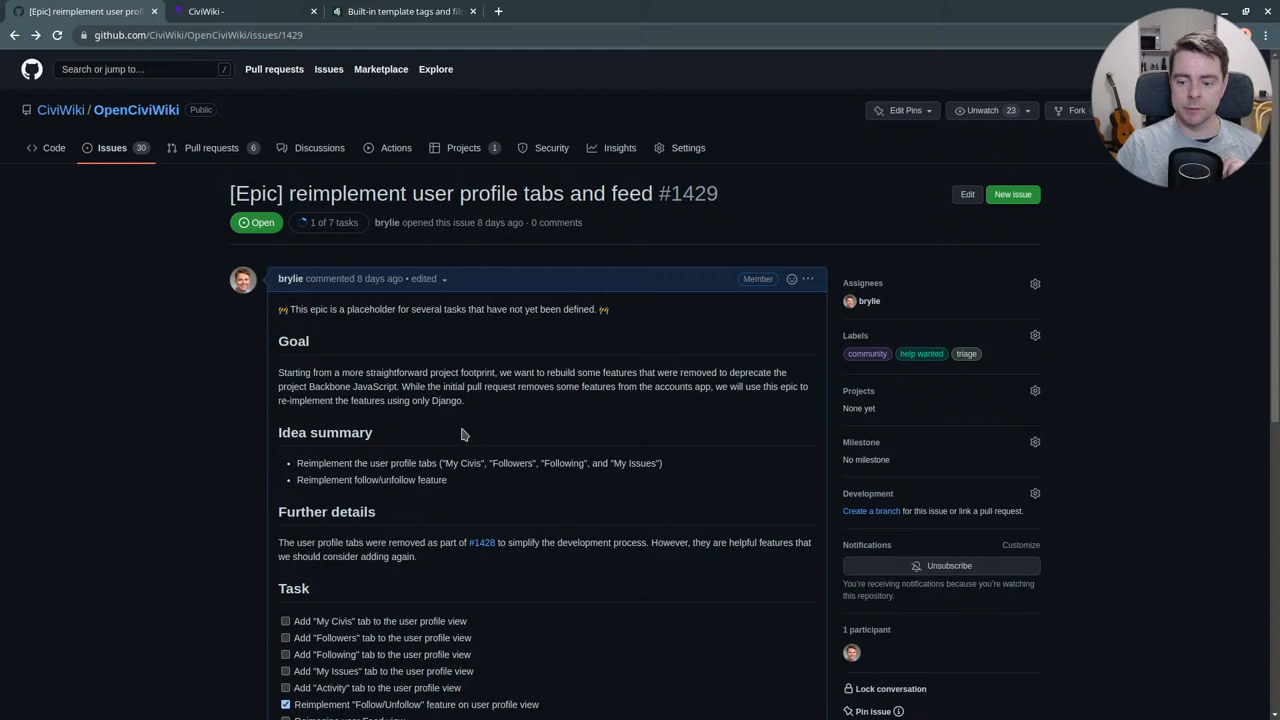 [Epic] reimplement user prof
CiviWiki -
Built-in template tags and fil
github.com/CiviWiki/OpenCiviWiki/issues/1429
Search or jump to… /
Pull requests Issues Marketplace Explore
CiviWiki / OpenCiviWiki Public
Edit Pins Unwatch 23 Fork
Code Issues 30 Pull requests 6 Discussions Actions Projects 1 Security Insights Settings
[Epic] reimplement user profile tabs and feed #1429
Edit New issue
Open 1 of 7 tasks brylie opened this issue 8 days ago · 0 comments
brylie commented 8 days ago • edited Member
This epic is a placeholder for several tasks that have not yet been defined.
Goal
Starting from a more straightforward project footprint, we want to rebuild some features that were removed to deprecate the
project Backbone JavaScript. While the initial pull request removes some features from the accounts app, we will use this epic to
re-implement the features using only Django.
Idea summary
• Reimplement the user profile tabs ("My Civis", "Followers", "Following", and "My Issues")
• Reimplement follow/unfollow feature
Further details
The user profile tabs were removed as part of #1428 to simplify the development process. However, they are helpful features that
we should consider adding again.
Task
Add "My Civis" tab to the user profile view
Add "Followers" tab to the user profile view
Add "Following" tab to the user profile view
Add "My Issues" tab to the user profile view
Add "Activity" tab to the user profile view
Reimplement "Follow/Unfollow" feature on user profile view
Assignees
brylie
Labels
community help wanted triage
Projects
None yet
Milestone
No milestone
Development
Create a branch for this issue or link a pull request.
Notifications Customize
Unsubscribe
You're receiving notifications because you're watching
this repository.
1 participant
Lock conversation
Pin issue